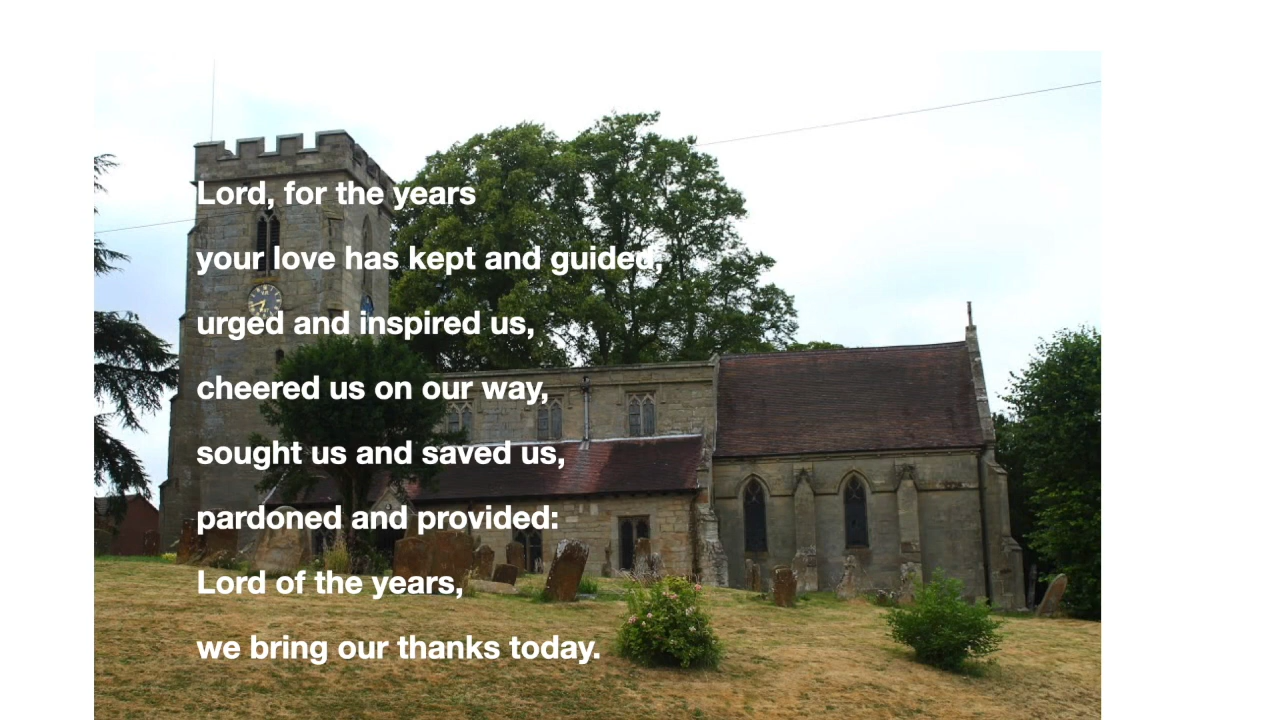 Lord, for the years
your love has kept and guided,
urged and inspired us,
cheered us on our way,
sought us and saved us,
pardoned and provided:
Lord of the years,
we bring our thanks today.